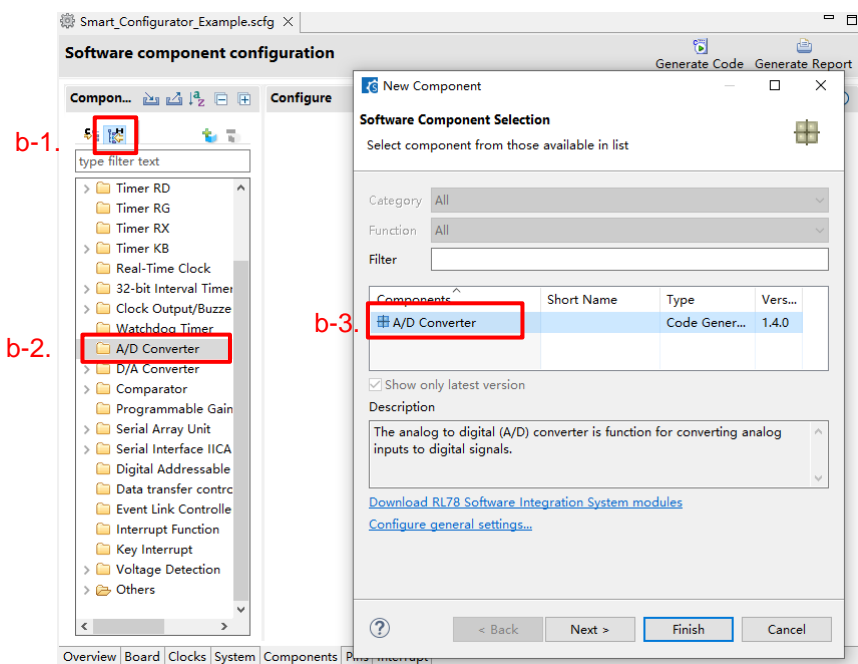 Smart_Configurator_Example.scfg
Software component configuration
Generate Code Generate Report
Compon...
Configure
b-1.
type filter text
Timer RD
Timer RG
Timer RX
Timer KB
Real-Time Clock
32-bit Interval Timer
Clock Output/Buzze
Watchdog Timer
b-2.
A/D Converter
D/A Converter
Comparator
Programmable Gain
Serial Array Unit
Serial Interface IICA
Digital Addressable
Data transfer contrc
Event Link Controlle
Interrupt Function
Key Interrupt
Voltage Detection
Others
New Component
Software Component Selection
Select component from those available in list
Category All
Function All
Filter
Components Short Name Type Vers...
b-3.
A/D Converter Code Gener... 1.4.0
Show only latest version
Description
The analog to digital (A/D) converter is function for converting analog
inputs to digital signals.
Download RL78 Software Integration System modules
Configure general settings...
? < Back Next > Finish Cancel
Overview Board Clocks System Components Pins Interrupt